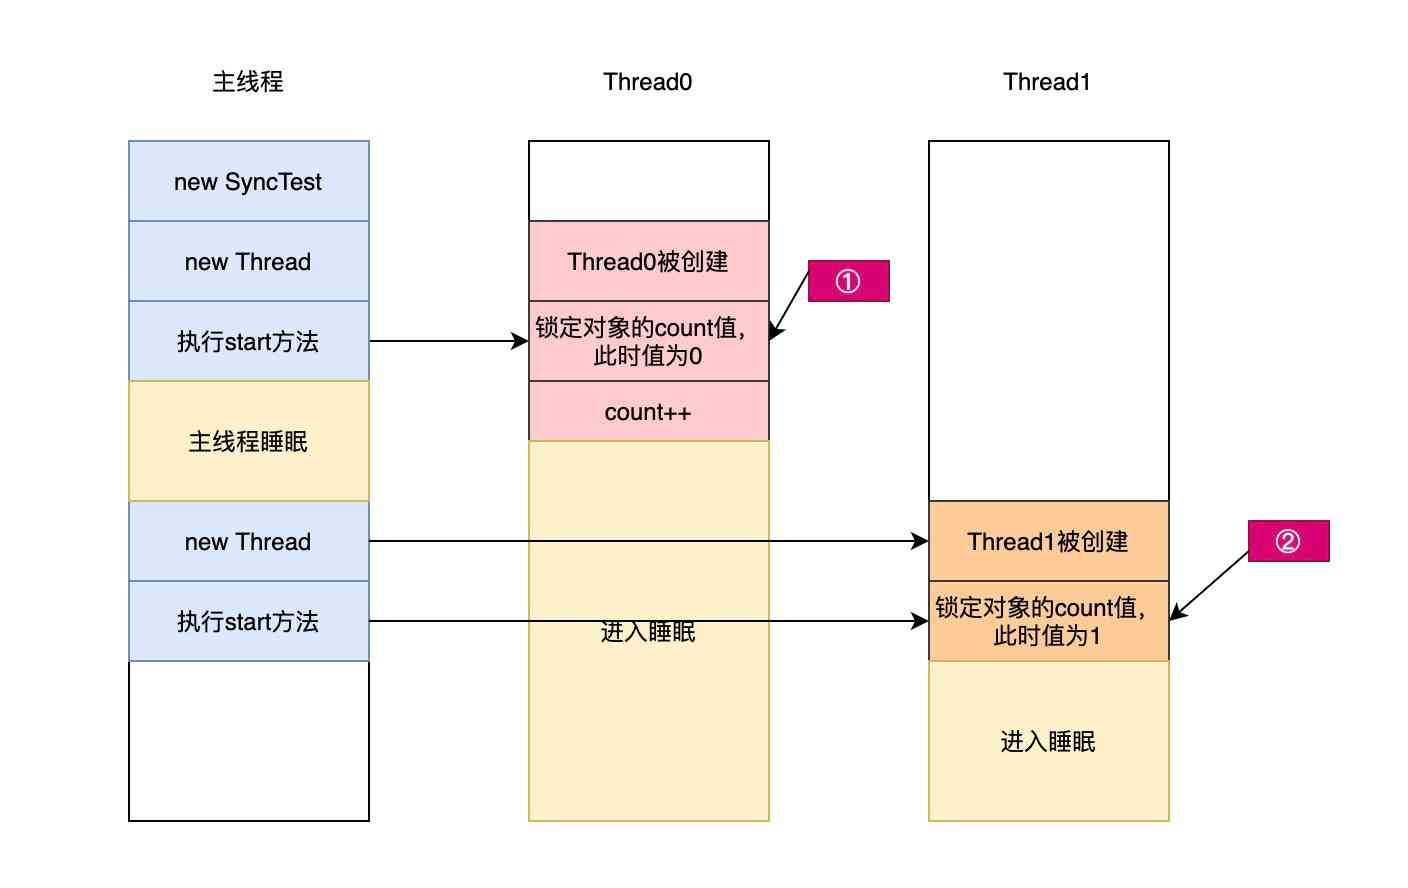 主线程
Thread0
Thread1
new SyncTest
new Thread
Thread0被创建
①
执行start方法
锁定对象的count值，
此时值为0
count++
主线程睡眠
new Thread
Thread1被创建
②
执行start方法
进入睡眠
锁定对象的count值，
此时值为1
进入睡眠